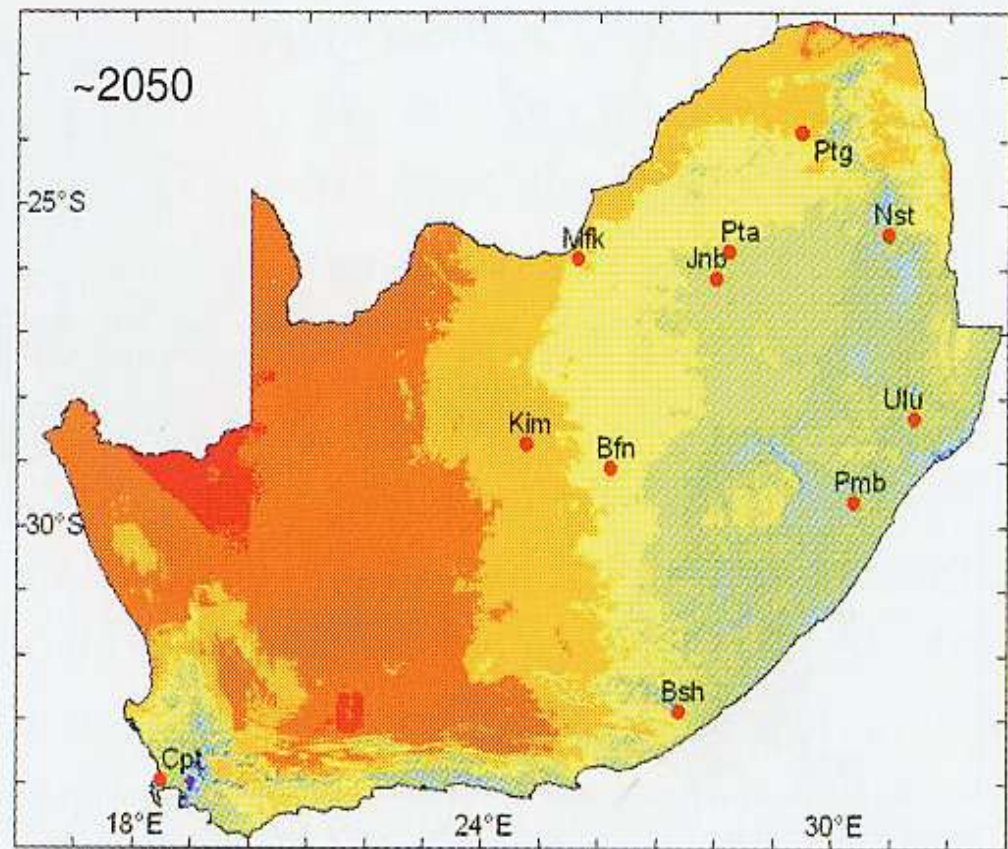 ~2050
Ptg
25°S
Nst
Mfk
Pta
Jnb
Ulu
Kim
Bfn
Pmb
30°S
Bsh
Cpt
18°E
24°E
30°E